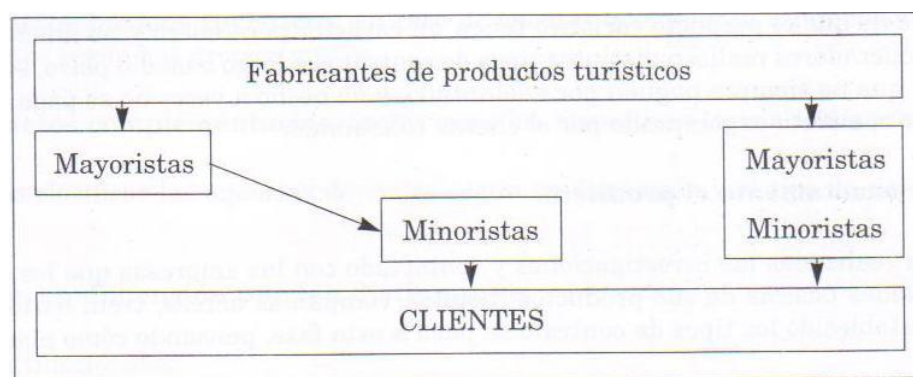 Fabricantes de productos turísticos
Mayoristas
Mayoristas
Minoristas
Minoristas
CLIENTES